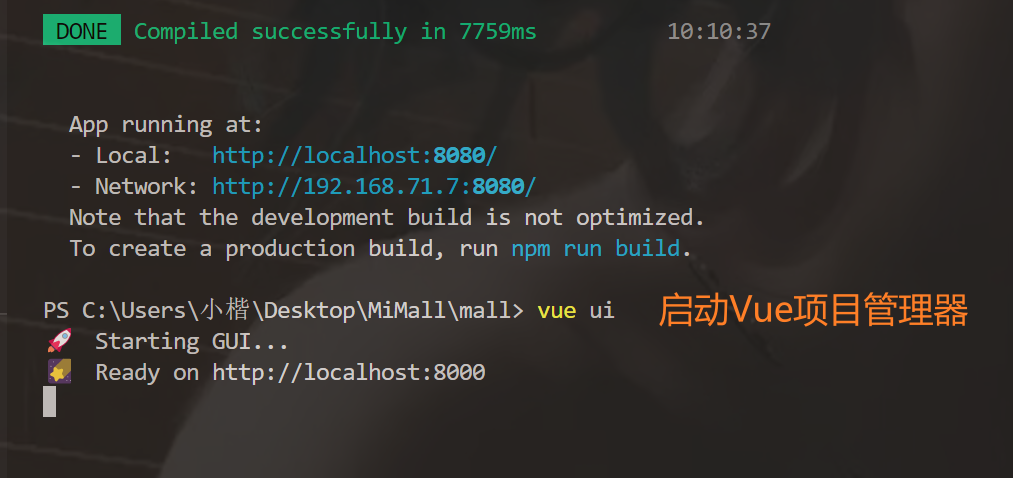 DONE Compiled successfully in 7759ms 10:10:37
App running at:
- Local: http://localhost:8080/
- Network: http://192.168.71.7:8080/
Note that the development build is not optimized.
To create a production build, run npm run build.
PS C:\Users\小楷\Desktop\MiMall\mall> vue ui 启动Vue项目管理器
🚀 Starting GUI...
🌠 Ready on http://localhost:8000